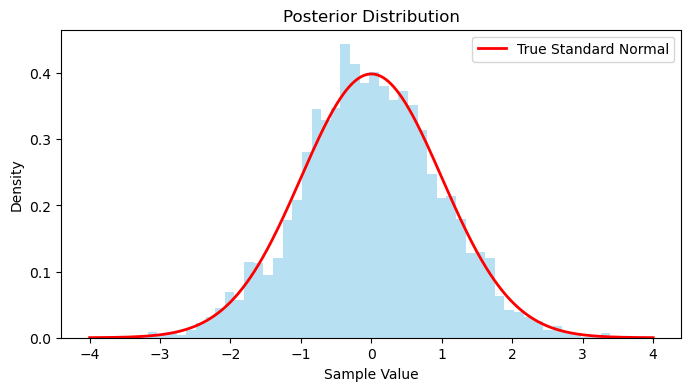 Posterior Distribution
True Standard Normal
Density
0.4
0.3
0.2
0.1
0.0
−4 −3 −2 −1 0 1 2 3 4
Sample Value